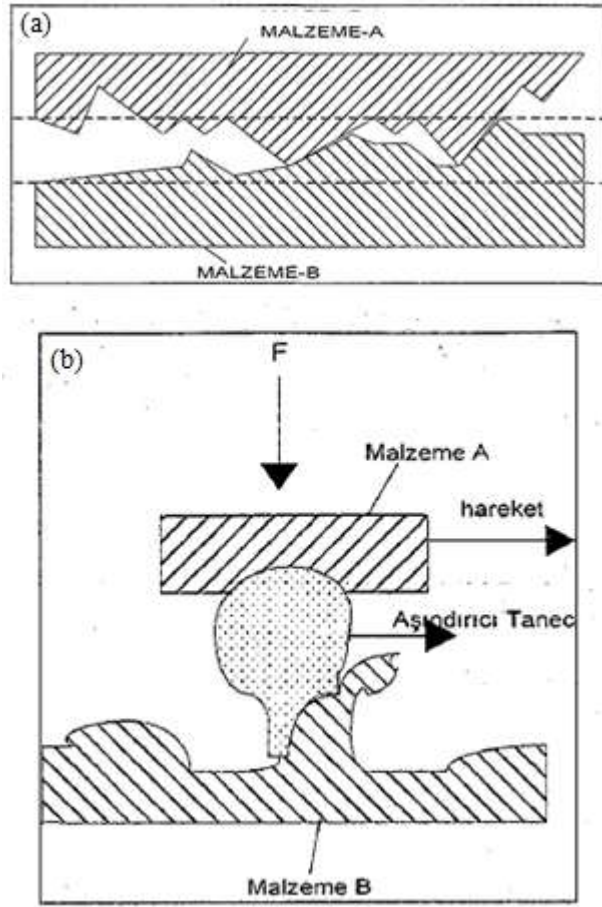 (a)
MALZEME-A
MALZEME-B
(b)
F
Malzeme A
hareket
Aşındırıcı Tanec
Malzeme B